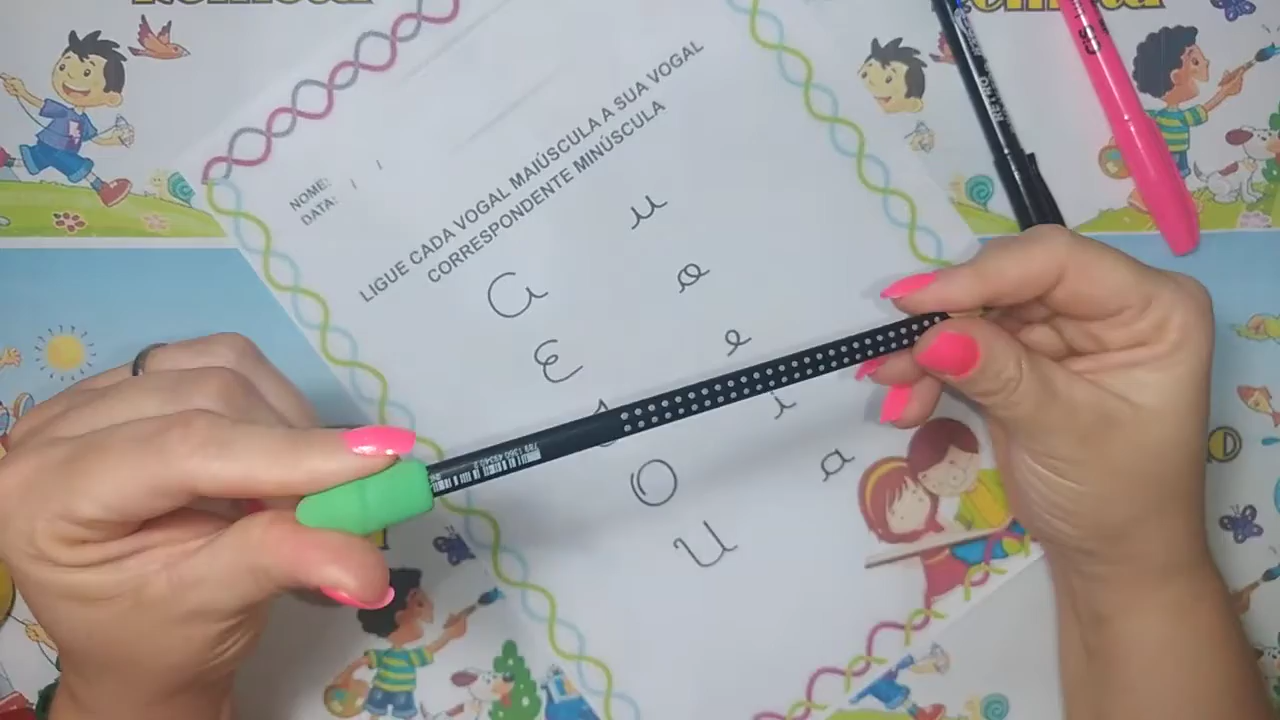 NOME:
DATA: / /
LIGUE CADA VOGAL MAIÚSCULA A SUA VOGAL
CORRESPONDENTE MINÚSCULA
A u
E o
e
i
O a
U